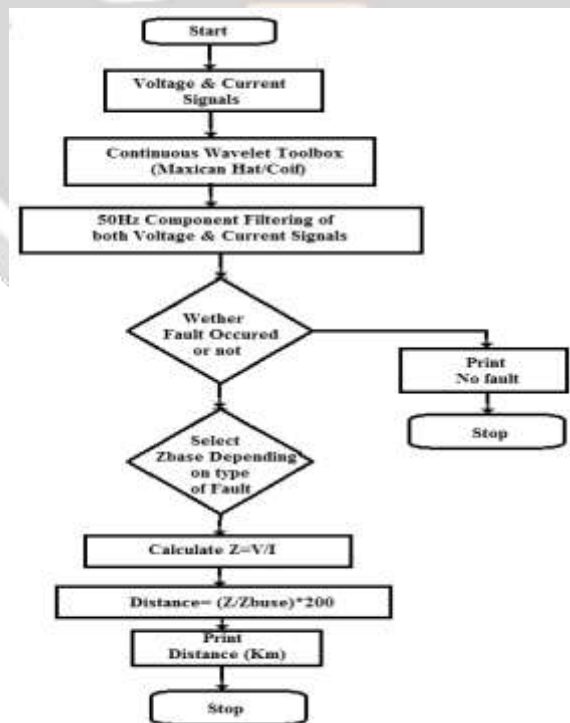 Start
Voltage & Current
Signals
Continuous Wavelet Toolbox
(Maxican Hat/Coif)
50Hz Component Filtering of
both Voltage & Current Signals
Wether
Fault Occured
or not
Print
No fault
Stop
Select
Zbase Depending
on type
of Fault
Calculate Z=V/I
Distance= (Z/Zbuse)*200
Print
Distance (Km)
Stop